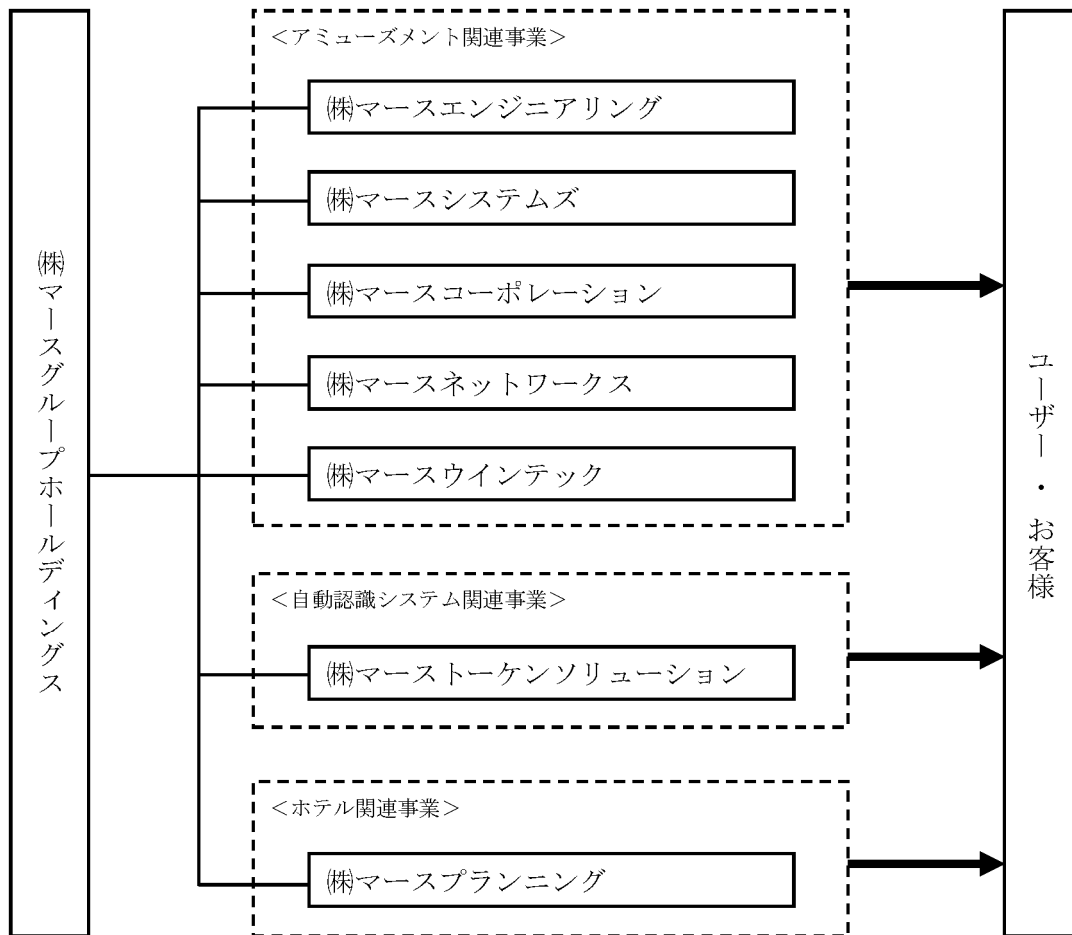 ㈱マースグループホールディングス
＜アミューズメント関連事業＞
㈱マースエンジニアリング
㈱マースシステムズ
㈱マースコーポレーション
㈱マースネットワークス
㈱マースウインテック
＜自動認識システム関連事業＞
㈱マーストーケンソリューション
＜ホテル関連事業＞
㈱マースプランニング
ユーザー・お客様